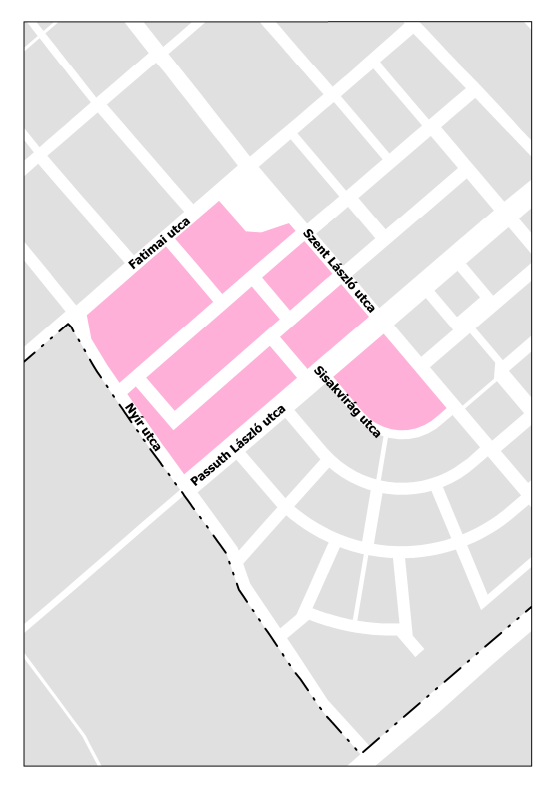 Fatimai utca
Szent László utca
Sisakvirág utca
Nyír utca
Passuth László utca